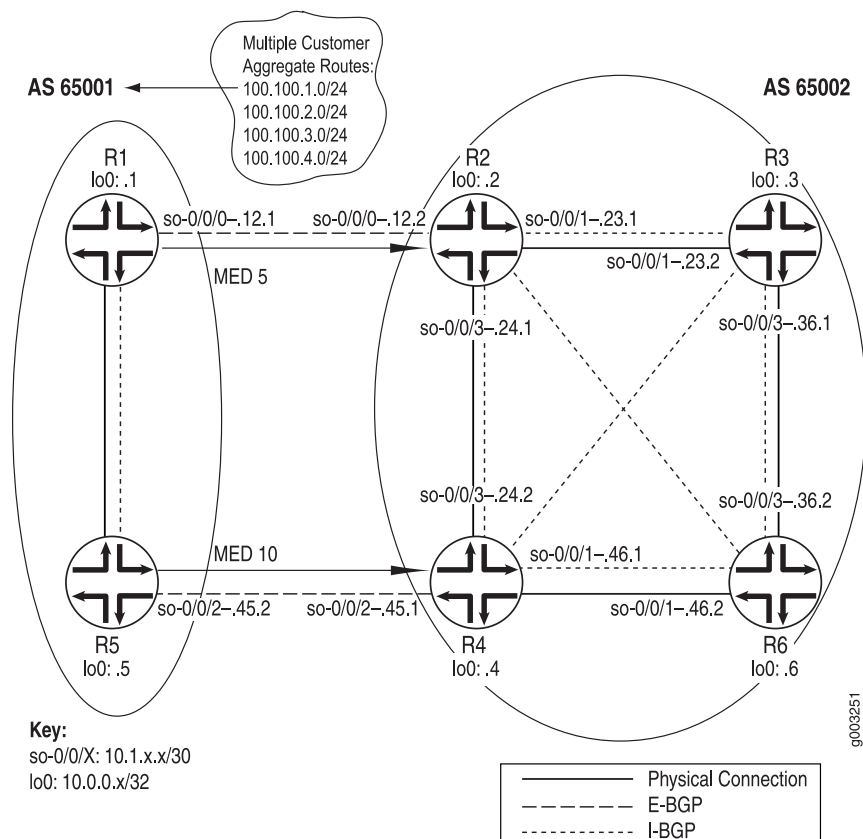 Multiple Customer
Aggregate Routes:
100.100.1.0/24
100.100.2.0/24
100.100.3.0/24
100.100.4.0/24
AS 65001
AS 65002
R1
lo0: .1
R2
lo0: .2
R3
lo0: .3
so-0/0/0–.12.1
so-0/0/0–.12.2
so-0/0/1–.23.1
MED 5
so-0/0/1–.23.2
so-0/0/3–.24.1
so-0/0/3–.36.1
so-0/0/3–.24.2
so-0/0/3–.36.2
MED 10
so-0/0/1–.46.1
so-0/0/2–.45.2
so-0/0/2–.45.1
so-0/0/1–.46.2
R5
lo0: .5
R4
lo0: .4
R6
lo0: .6
Key:
so-0/0/X: 10.1.x.x/30
lo0: 10.0.0.x/32
Physical Connection
E-BGP
I-BGP
g003251